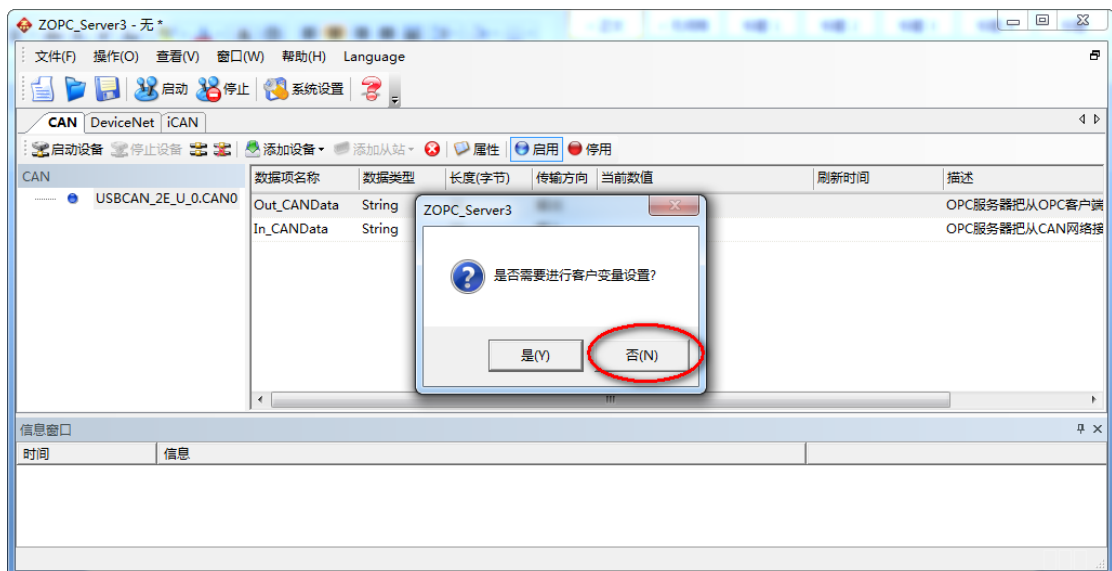 ZOPC_Server3 - 无 *
文件(F) 操作(O) 查看(V) 窗口(W) 帮助(H) Language
启动 停止 系统设置
CAN DeviceNet iCAN
启动设备 停止设备 添加设备 添加从站 属性 启用 停用
CAN
USBCAN_2E_U_0.CAN0
数据项名称 数据类型 长度(字节) 传输方向 当前数值 刷新时间 描述
Out_CANData String OPC服务器把从OPC客户端
In_CANData String OPC服务器把从CAN网络接
ZOPC_Server3
是否需要进行客户变量设置?
是(Y) 否(N)
信息窗口
时间 信息